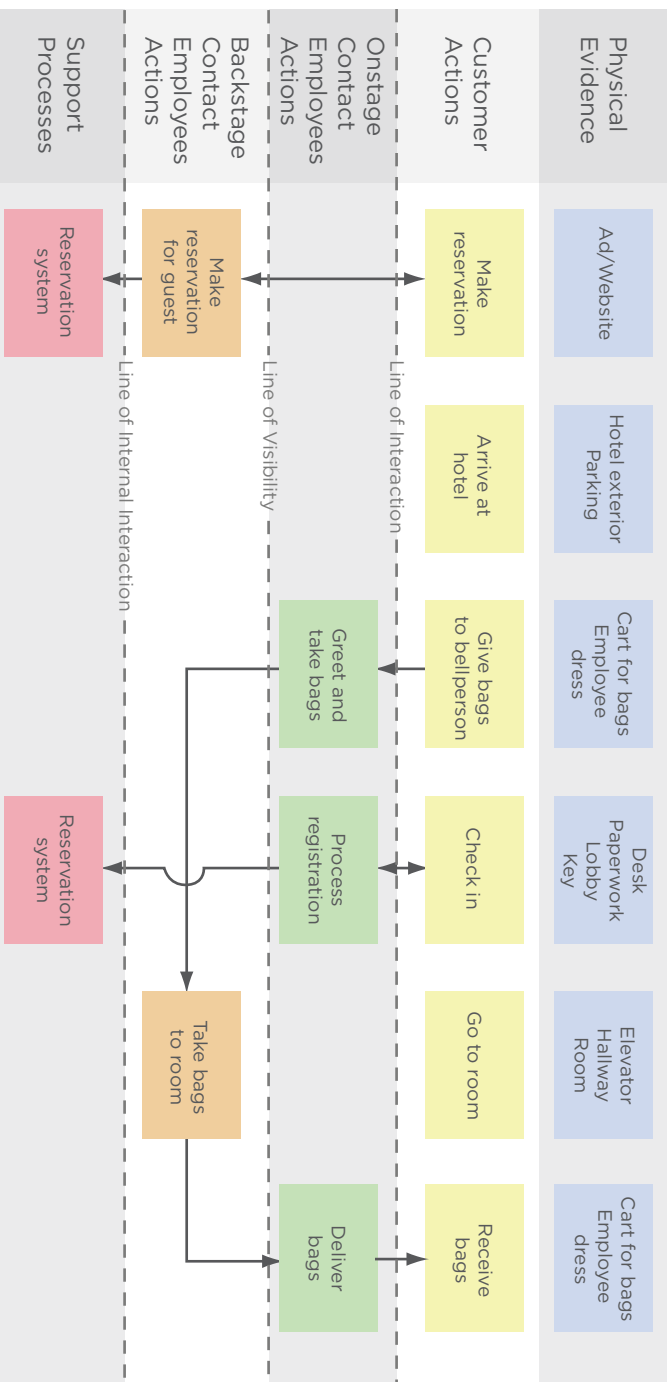 Physical
Evidence
Ad/Website
Hotel exterior
Parking
Cart for bags
Employee
dress
Desk
Paperwork
Lobby
Key
Elevator
Hallway
Room
Cart for bags
Employee
dress
Customer
Actions
Make
reservation
Arrive at
hotel
Give bags
to bellperson
Check in
Go to room
Receive
bags
Line of Interaction
Onstage
Contact
Employees
Actions
Greet and
take bags
Process
registration
Deliver
bags
Line of Visibility
Backstage
Contact
Employees
Actions
Make
reservation
for guest
Take bags
to room
Line of Internal Interaction
Support
Processes
Reservation
system
Reservation
system